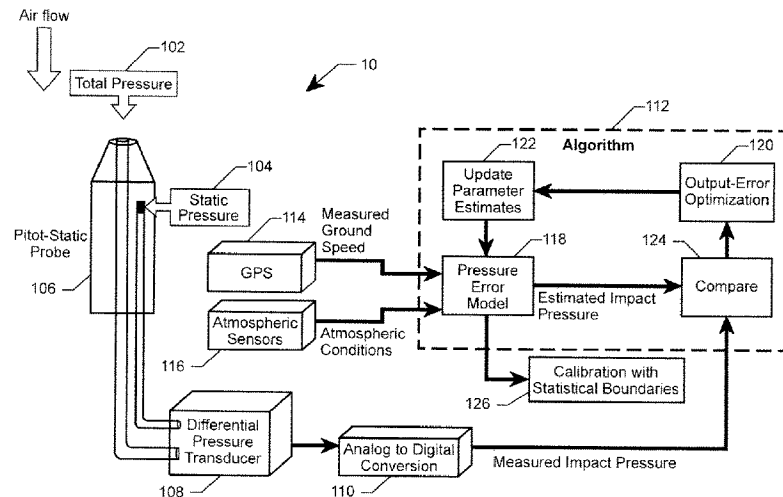 Air flow
102
Total Pressure
10
112
Algorithm
120
122
Update
Parameter
Estimates
Output-Error
Optimization
104
Static
Pressure
114
Measured
Ground
Speed
118
124
Pitot-Static
Probe
106
GPS
Pressure
Error
Model
Estimated Impact
Pressure
Compare
Atmospheric
Sensors
116
Atmospheric
Conditions
Calibration with
Statistical Boundaries
126
Differential
Pressure
Transducer
108
Analog to Digital
Conversion
110
Measured Impact Pressure